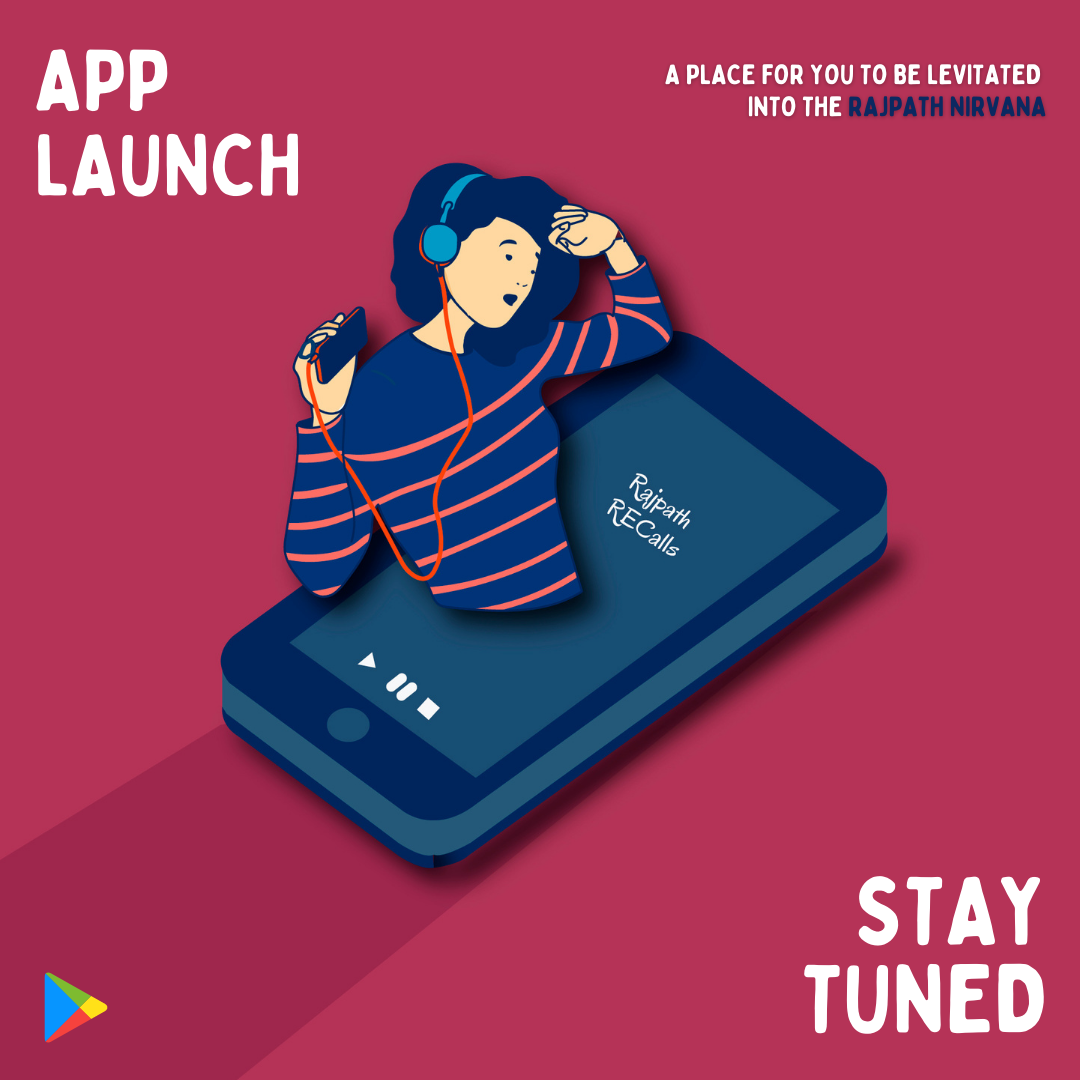 APP
LAUNCH
A PLACE FOR YOU TO BE LEVITATED
INTO THE RAJPATH NIRVANA
Rajpath
RECalls
STAY
TUNED